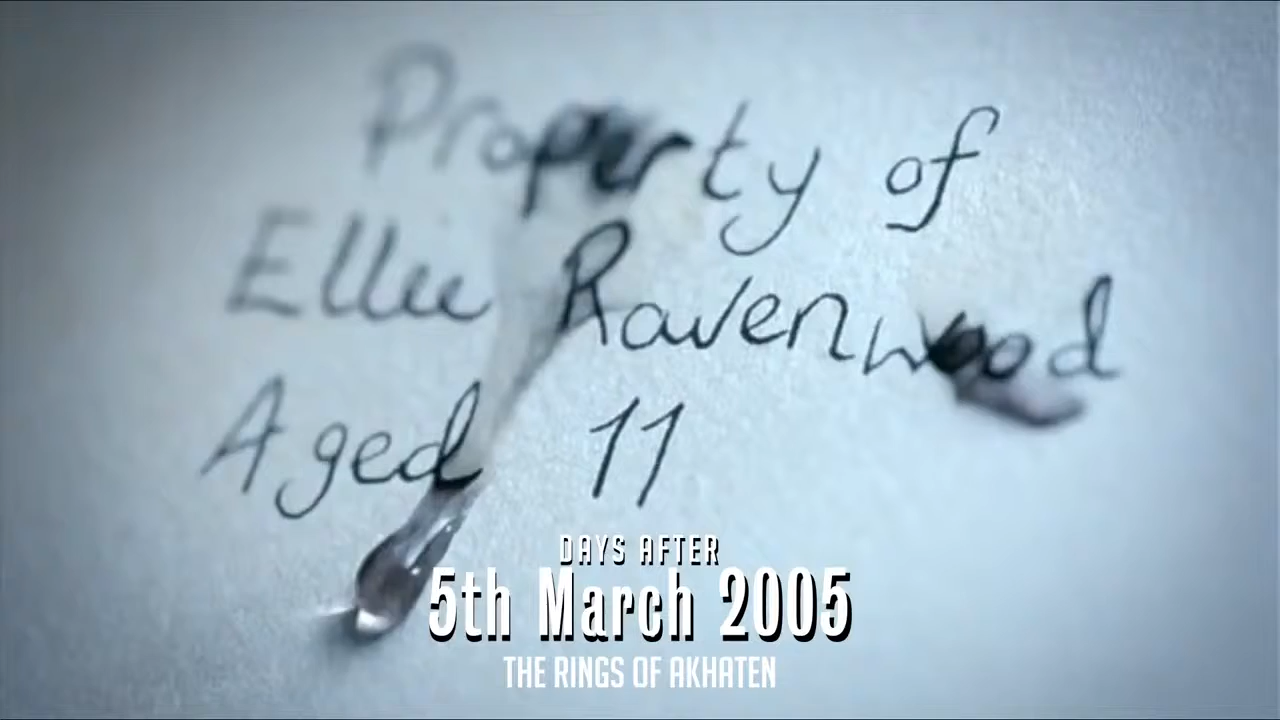 Property of
Ellie Ravenwood
Aged 11
DAYS AFTER
5th March 2005
THE RINGS OF AKHATEN